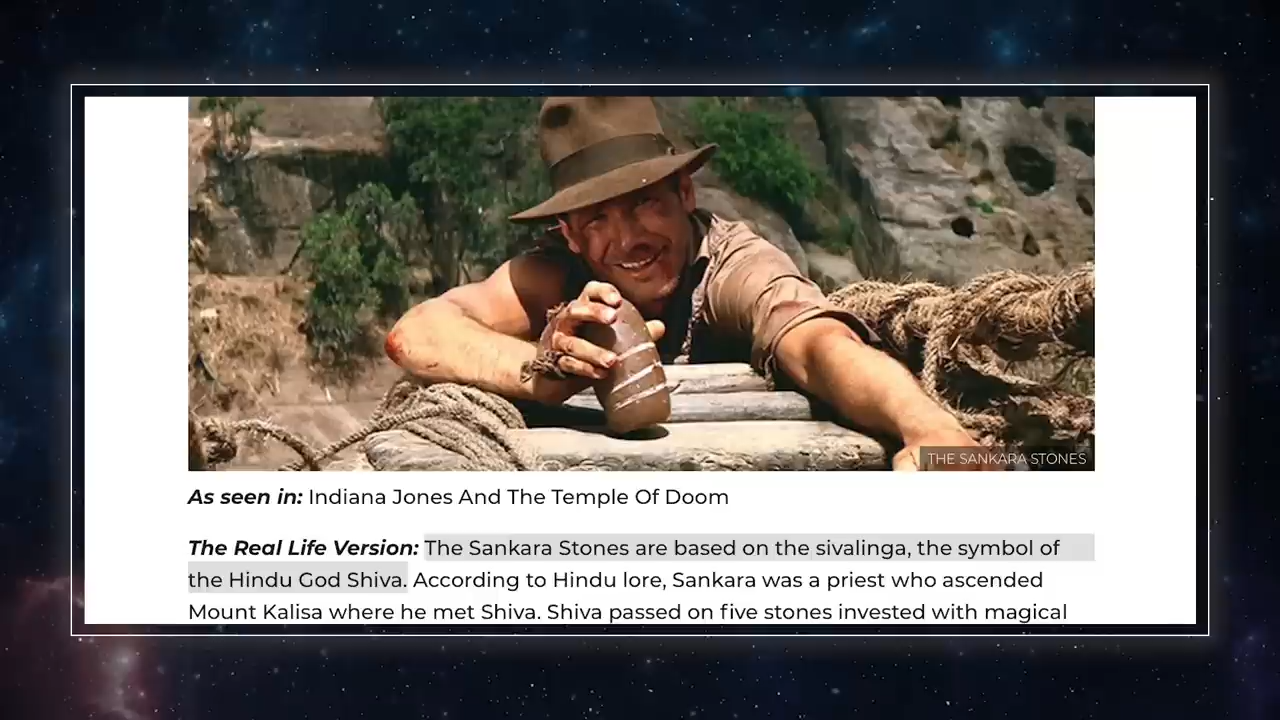 THE SANKARA STONES
As seen in: Indiana Jones And The Temple Of Doom
The Real Life Version: The Sankara Stones are based on the sivalinga, the symbol of
the Hindu God Shiva. According to Hindu lore, Sankara was a priest who ascended
Mount Kalisa where he met Shiva. Shiva passed on five stones invested with magical